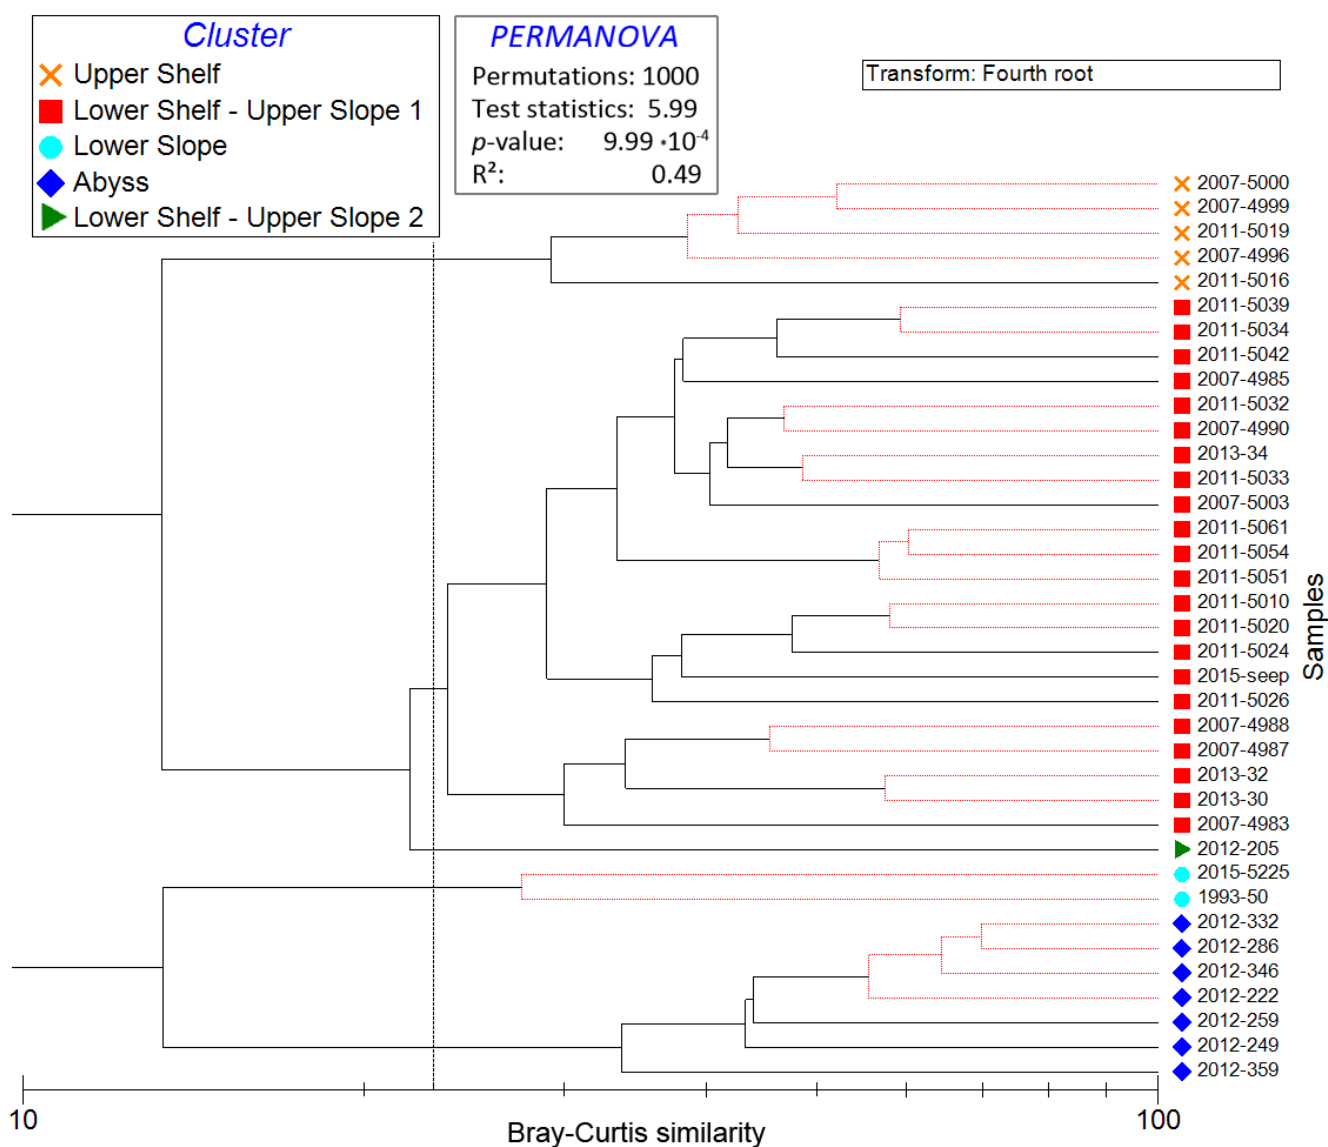 Cluster
Upper Shelf
Lower Shelf - Upper Slope 1
Lower Slope
Abyss
Lower Shelf - Upper Slope 2
PERMANOVA
Permutations: 1000
Test statistics: 5.99
p-value: 9.99 •10⁻⁴
R²: 0.49
Transform: Fourth root
2007-5000
2007-4999
2011-5019
2007-4996
2011-5016
2011-5039
2011-5034
2011-5042
2007-4985
2011-5032
2007-4990
2013-34
2011-5033
2007-5003
2011-5061
2011-5054
2011-5051
2011-5010
2011-5020
2011-5024
2015-seep
2011-5026
2007-4988
2007-4987
2013-32
2013-30
2007-4983
2012-205
2015-5225
1993-50
2012-332
2012-286
2012-346
2012-222
2012-259
2012-249
2012-359
Samples
10 100
Bray-Curtis similarity